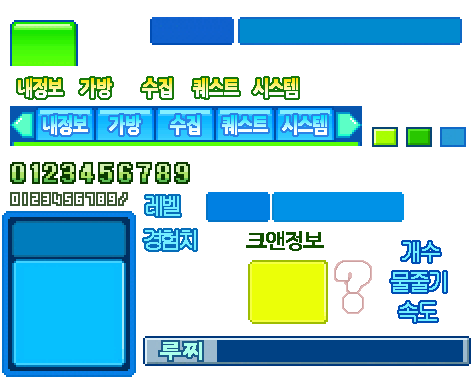 내정보 가방 수집 퀘스트 시스템
내정보 가방 수집 퀘스트 시스템
0123456789
0123456789/
레벨
경험치 크앤정보
개수
물줄기
속도
?
루찌